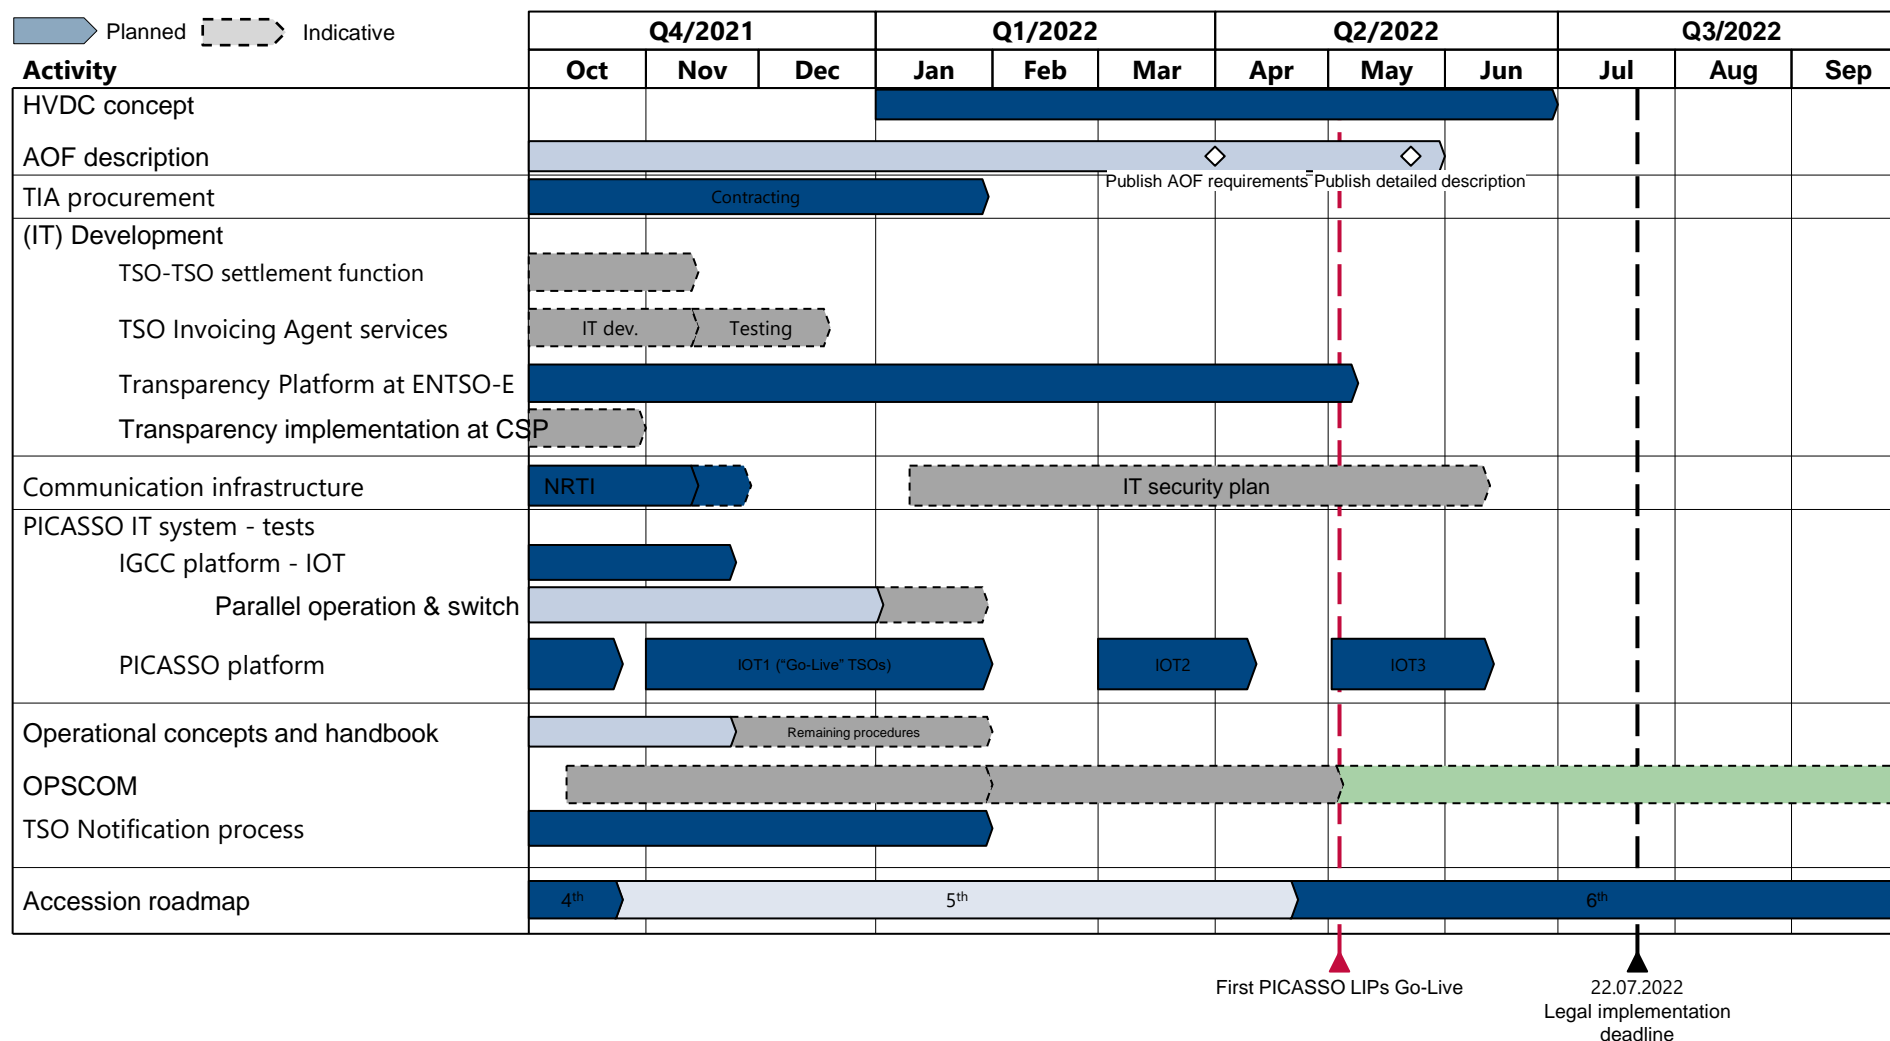 Planned Indicative
Q4/2021 Q1/2022 Q2/2022 Q3/2022
Activity Oct Nov Dec Jan Feb Mar Apr May Jun Jul Aug Sep
HVDC concept
AOF description
Publish AOF requirements Publish detailed description
TIA procurement Contracting
(IT) Development
TSO-TSO settlement function
TSO Invoicing Agent services IT dev. Testing
Transparency Platform at ENTSO-E
Transparency implementation at CSP
Communication infrastructure NRTI IT security plan
PICASSO IT system - tests
IGCC platform - IOT
Parallel operation & switch
PICASSO platform IOT1 ("Go-Live" TSOs) IOT2 IOT3
Operational concepts and handbook Remaining procedures
OPSCOM
TSO Notification process
Accession roadmap 4th 5th 6th
First PICASSO LIPs Go-Live 22.07.2022
Legal implementation
deadline